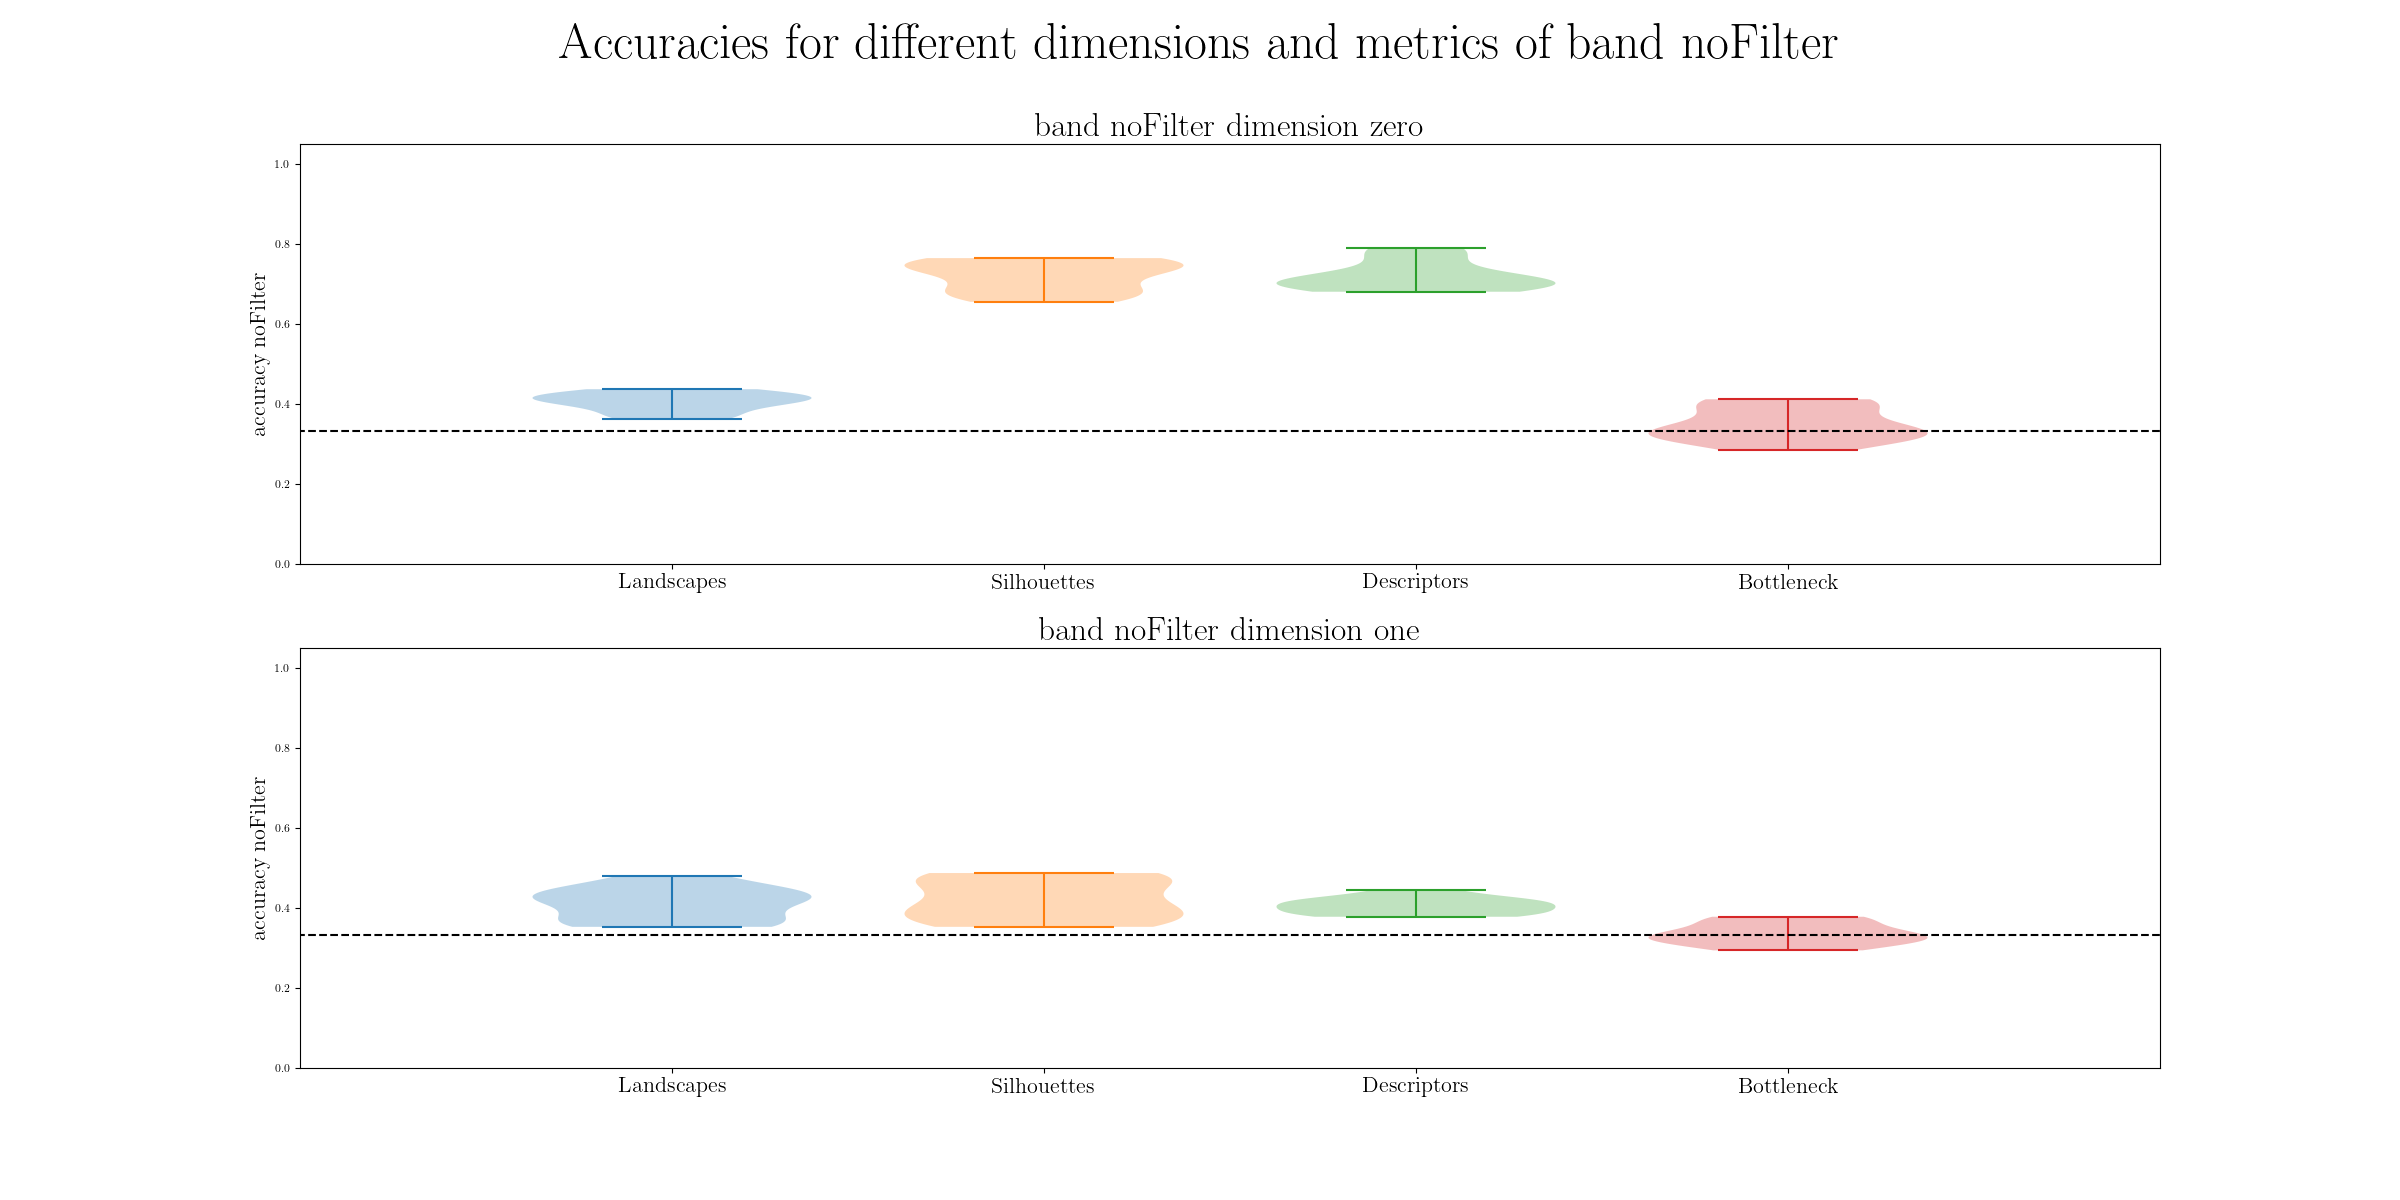 Accuracies for different dimensions and metrics of band noFilter
band noFilter dimension zero
accuracy noFilter
1.0
0.8
0.6
0.4
0.2
0.0
Landscapes Silhouettes Descriptors Bottleneck
band noFilter dimension one
accuracy noFilter
1.0
0.8
0.6
0.4
0.2
0.0
Landscapes Silhouettes Descriptors Bottleneck